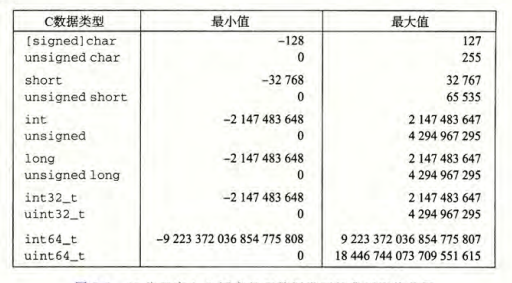 C数据类型 最小值 最大值
[signed]char -128 127
unsigned char 0 255
short -32 768 32 767
unsigned short 0 65 535
int -2 147 483 648 2 147 483 647
unsigned 0 4 294 967 295
long -2 147 483 648 2 147 483 647
unsigned long 0 4 294 967 295
int32_t -2 147 483 648 2 147 483 647
uint32_t 0 4 294 967 295
int64_t -9 223 372 036 854 775 808 9 223 372 036 854 775 807
uint64_t 0 18 446 744 073 709 551 615